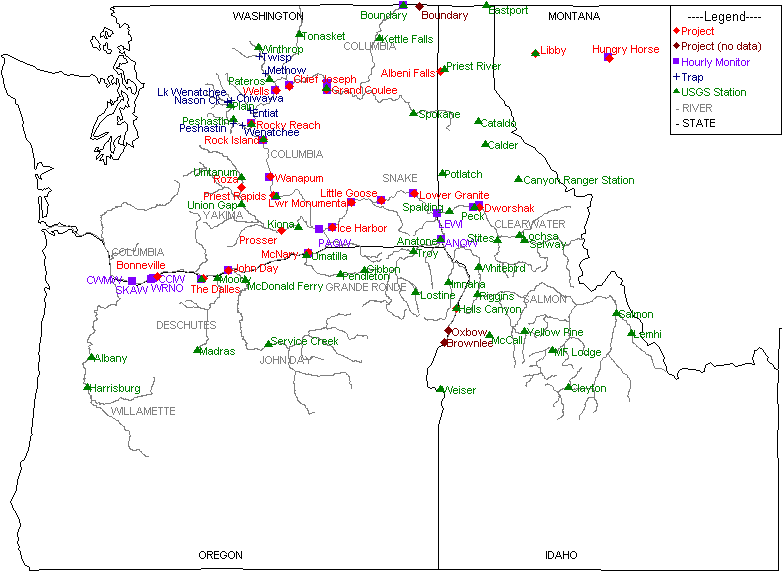 WASHINGTON
MONTANA
Boundary
Boundary
Eastport
----Legend----
Project
Project (no data)
Hourly Monitor
Trap
USGS Station
RIVER
STATE
Tonasket
Kettle Falls
COLUMBIA
Winthrop
Twisp
Methow
Libby
Hungry Horse
Albeni Falls
Priest River
Pateros
Chief Joseph
Wells
Grand Coulee
Lk Wenatchee
Nason Ck
Chiwawa
Plain
Entiat
Spokane
Peshastin
Peshastin
Rocky Reach
Wenatchee
Rock Island
Cataldo
Calder
COLUMBIA
Umtanum
Roza
Wanapum
SNAKE
Potlatch
Canyon Ranger Station
Priest Rapids
Little Goose
Lower Granite
Union Gap
Lwr Monumental
Spalding
Dworshak
Peck
YAKIMA
LEWI
CLEARWATER
Kiona
Ice Harbor
Prosser
PAQW
Anatone
ANQW
Stites
Lochsa
Selway
COLUMBIA
McNary
Umatilla
Troy
Bonneville
John Day
Gibbon
Pendleton
Whitebird
CWMW
SKAW
WRNO
CCIW
The Dalles
Moody
McDonald Ferry
GRANDE RONDE
Imnaha
Lostine
Riggins
SALMON
Hells Canyon
Salmon
DESCHUTES
Oxbow
Brownlee
McCall
Yellow Pine
Lemhi
Service Creek
Madras
JOHN DAY
MF Lodge
Albany
Harrisburg
Weiser
Clayton
WILLAMETTE
OREGON
IDAHO